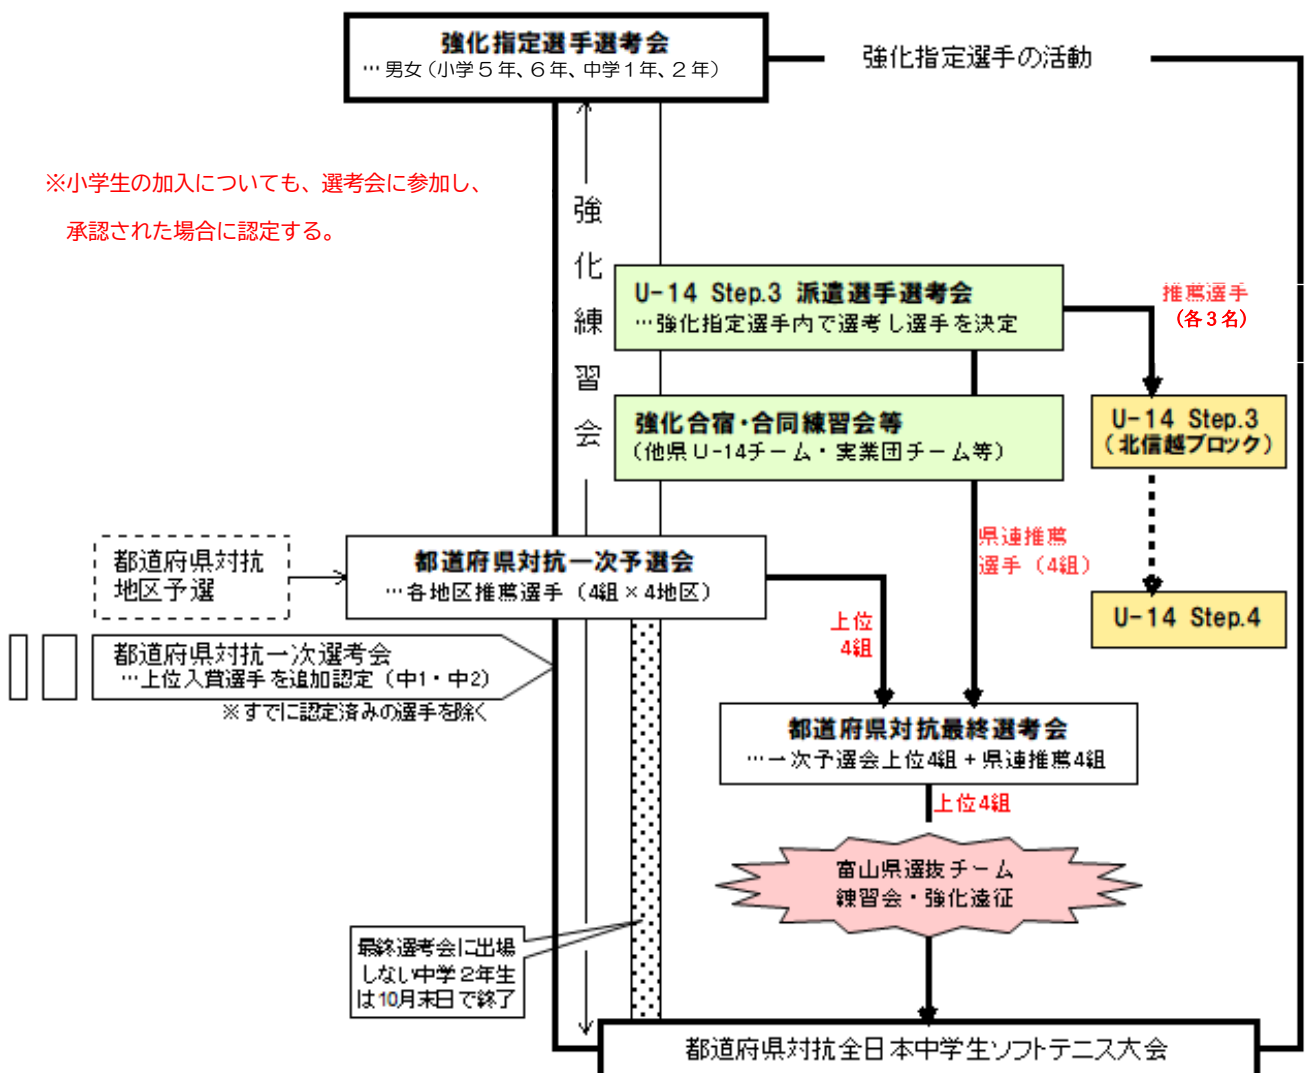 強化指定選手選考会
…男女（小学５年、６年、中学１年、２年）
強化指定選手の活動
※小学生の加入についても、選考会に参加し、
承認された場合に認定する。
強化練習会
U-14 Step.3 派遣選手選考会
…強化指定選手内で選考し選手を決定
推薦選手
（各３名）
強化合宿・合同練習会等
（他県U-14チーム・実業団チーム等）
U-14 Step.3
（北信越ブロック）
県連推薦
選手（4組）
U-14 Step.4
都道府県対抗
地区予選
都道府県対抗一次予選会
…各地区推薦選手（4組×4地区）
都道府県対抗一次選考会
…上位入賞選手を追加認定（中1・中2）
※すでに認定済みの選手を除く
上位
4組
都道府県対抗最終選考会
…一次予選会上位4組＋県連推薦4組
上位4組
富山県選抜チーム
練習会・強化遠征
最終選考会に出場
しない中学２年生
は10月末日で終了
都道府県対抗全日本中学生ソフトテニス大会